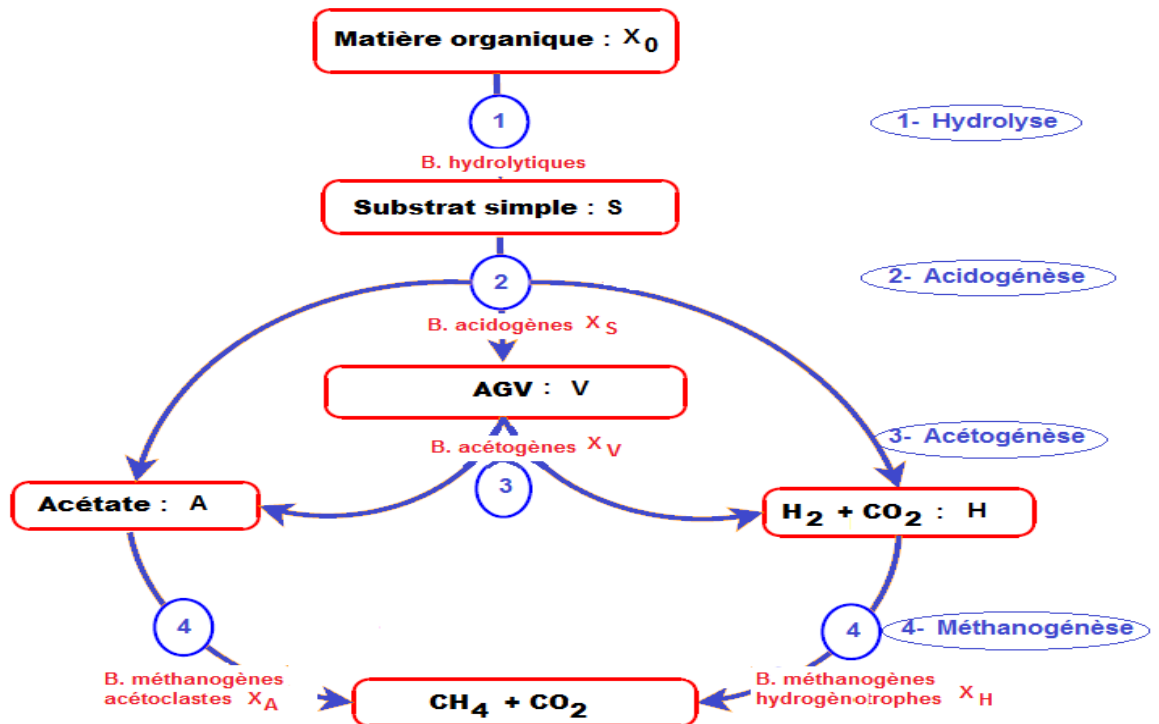 Matière organique : X0
1
1- Hydrolyse
B. hydrolytiques
Substrat simple : S
2
2- Acidogénèse
B. acidogènes XS
AGV : V
3- Acétogénèse
B. acétogènes XV
3
Acétate : A
H2 + CO2 : H
4
4
4- Méthanogénèse
B. méthanogènes
acétoclastes XA
B. méthanogènes
hydrogènotrophes XH
CH4 + CO2